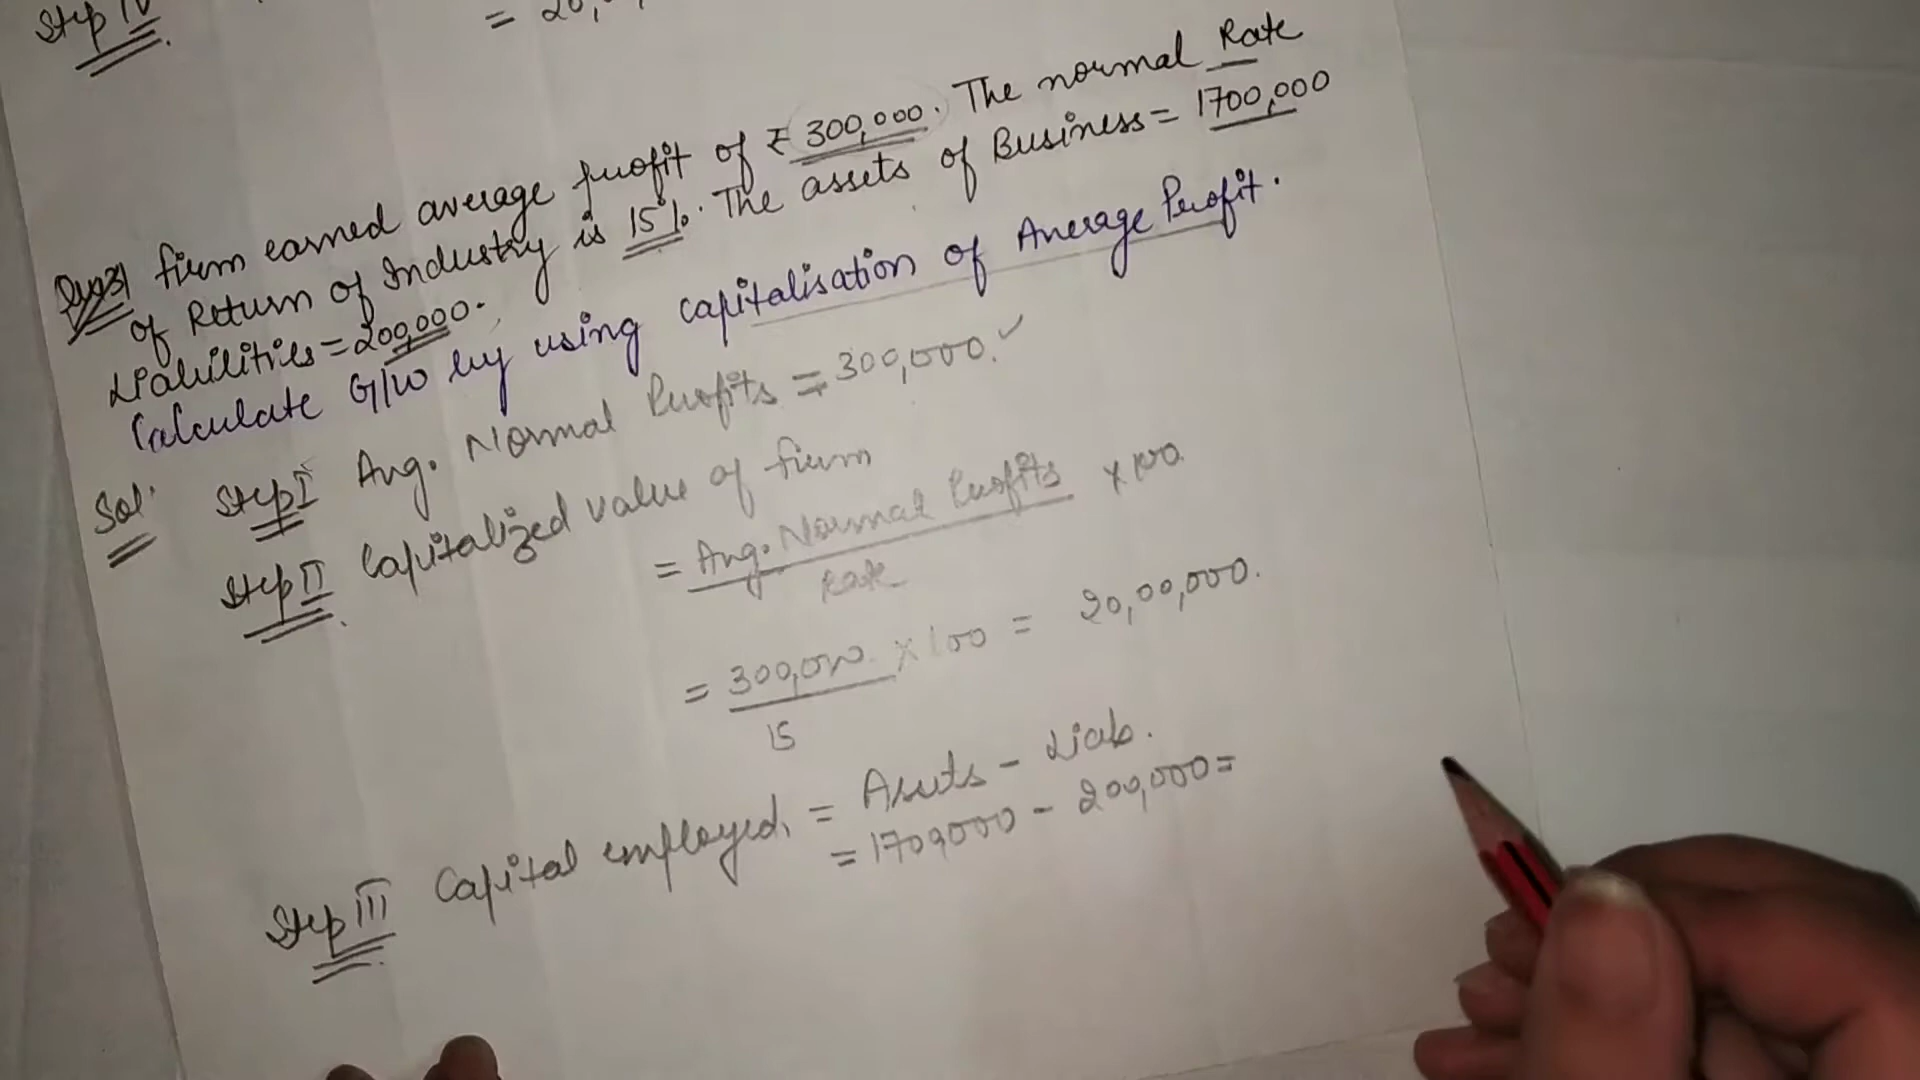 Step IV
= 20,
Firm earned average profit of ₹ 300,000. The normal Rate
of Return of Industry is 15%. The assets of Business = 1700,000
Liabilities = 200,000.
Calculate G/W by using capitalisation of Average Profit.
Sol. Step I Avg. Normal Profits = 300,000. ✓
Step II Capitalized value of firm
= Avg. Normal Profits × 100
Rate
= 300,000 × 100 = 20,00,000.
15
Step III Capital employed = Assets - Liab.
= 1700000 - 200,000 =